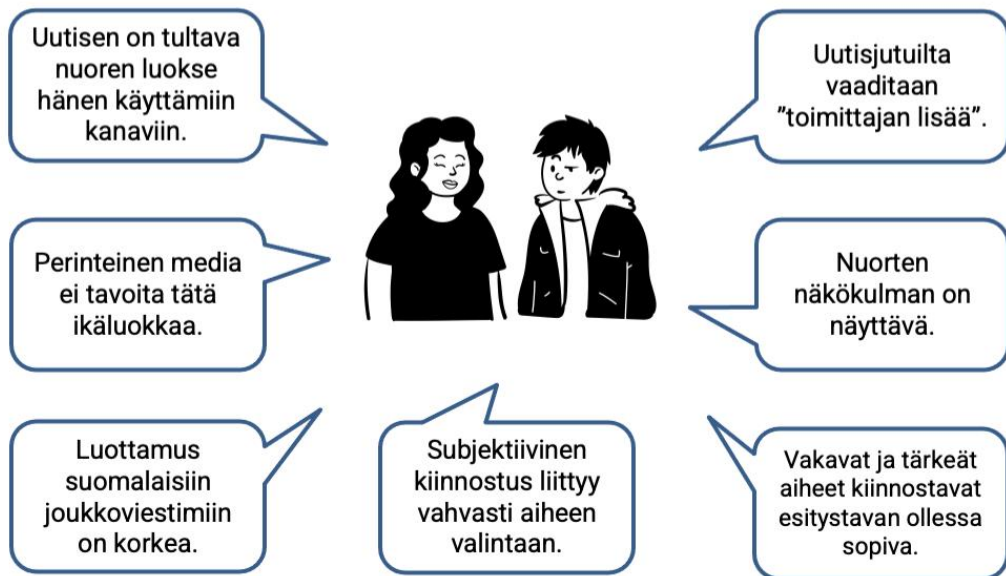 Uutisen on tultava
nuoren luokse
hänen käyttämiin
kanaviin.
Uutisjutuilta
vaaditaan
”toimittajan lisää”.
Perinteinen media
ei tavoita tätä
ikäluokkaa.
Nuorten
näkökulman on
näyttävä.
Luottamus
suomalaisiin
joukkoviestimiin
on korkea.
Subjektiivinen
kiinnostus liittyy
vahvasti aiheen
valintaan.
Vakavat ja tärkeät
aiheet kiinnostavat
esitystavan ollessa
sopiva.